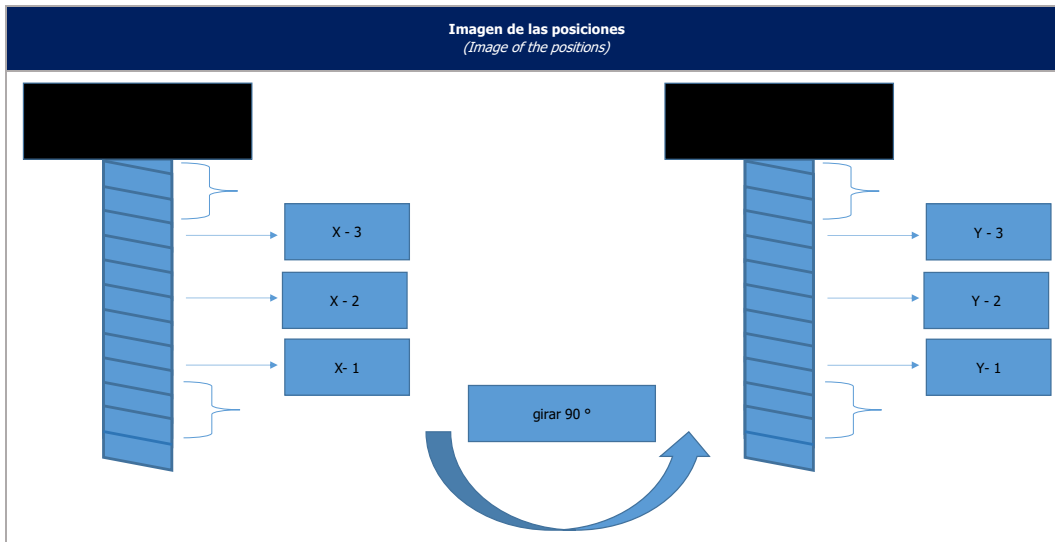 Imagen de las posiciones
(Image of the positions)
X - 3
Y - 3
X - 2
Y - 2
X- 1
Y- 1
girar 90 °